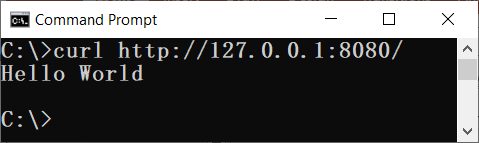 Command Prompt
C:\>curl http://127.0.0.1:8080/
Hello World
C:\>